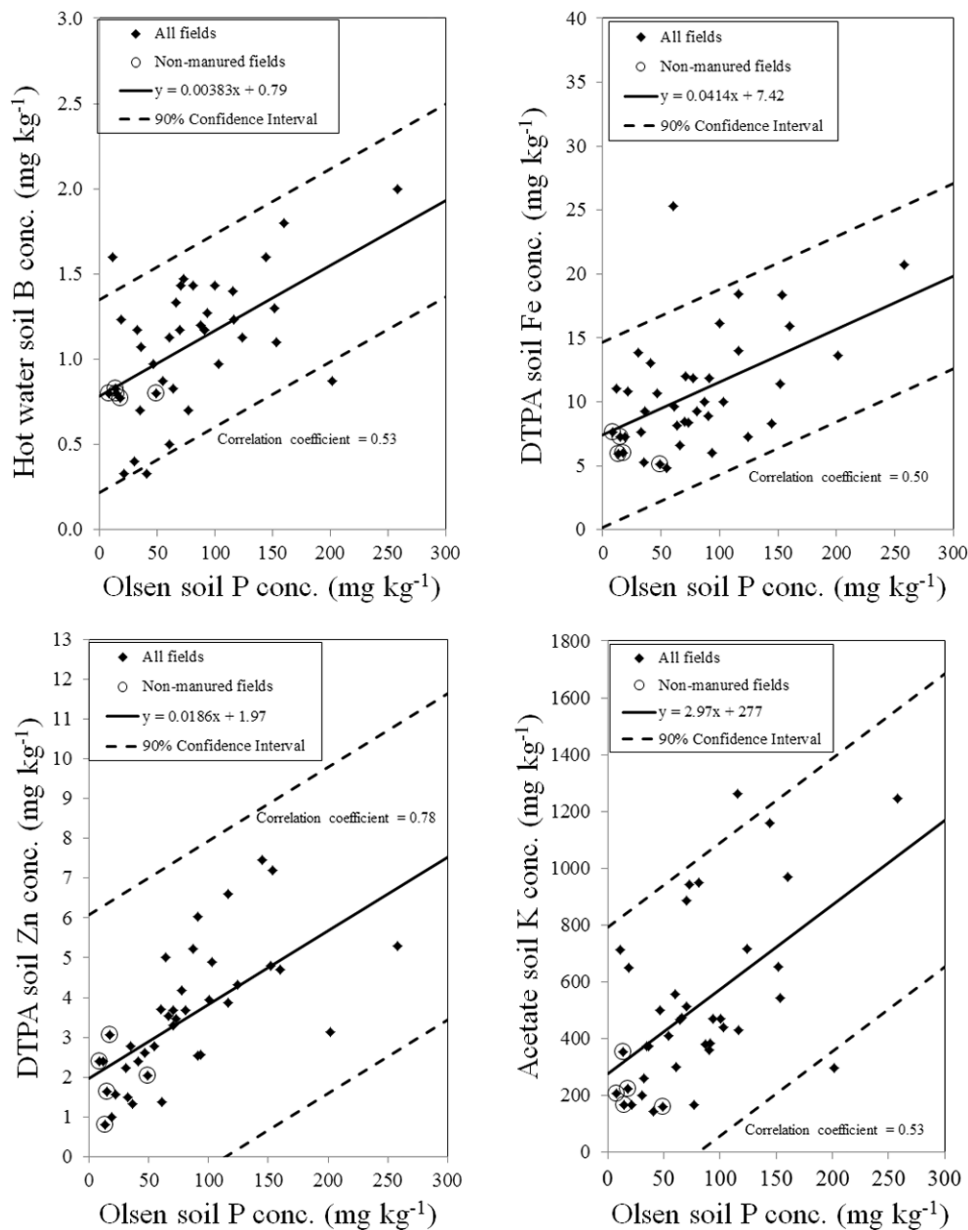 Hot water soil B conc. (mg kg-1)
3.0
2.5
2.0
1.5
1.0
0.5
0.0
All fields
Non-manured fields
y = 0.00383x + 0.79
90% Confidence Interval
Correlation coefficient = 0.53
0 50 100 150 200 250 300
Olsen soil P conc. (mg kg-1)
DTPA soil Fe conc. (mg kg-1)
40
35
30
25
20
15
10
5
0
All fields
Non-manured fields
y = 0.0414x + 7.42
90% Confidence Interval
Correlation coefficient = 0.50
0 50 100 150 200 250 300
Olsen soil P conc. (mg kg-1)
DTPA soil Zn conc. (mg kg-1)
13
12
11
10
9
8
7
6
5
4
3
2
1
0
All fields
Non-manured fields
y = 0.0186x + 1.97
90% Confidence Interval
Correlation coefficient = 0.78
0 50 100 150 200 250 300
Olsen soil P conc. (mg kg-1)
Acetate soil K conc. (mg kg-1)
1800
1600
1400
1200
1000
800
600
400
200
0
All fields
Non-manured fields
y = 2.97x + 277
90% Confidence Interval
Correlation coefficient = 0.53
0 50 100 150 200 250 300
Olsen soil P conc. (mg kg-1)